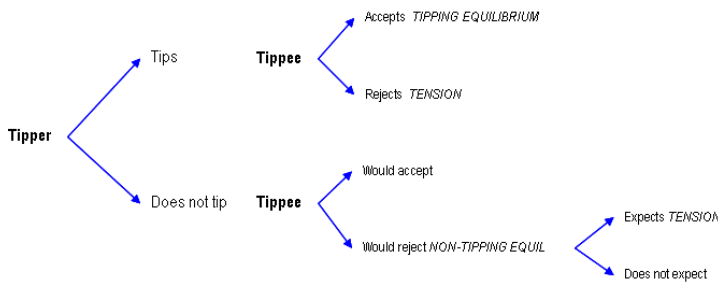 Accepts TIPPING EQUILIBRIUM
Tips Tippee
Rejects TENSION
Tipper
Would accept
Does not tip Tippee
Expects TENSION
Would reject NON-TIPPING EQUIL
Does not expect